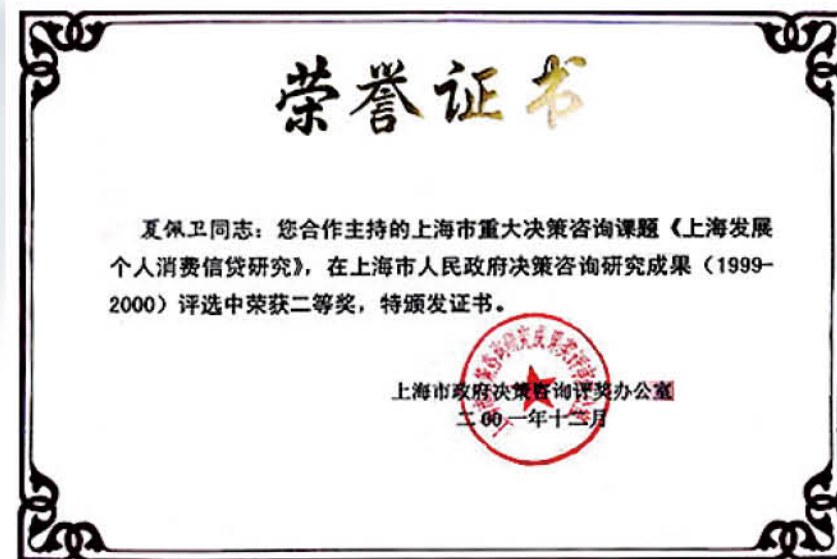 荣誉证书
夏佩卫同志：您合作主持的上海市重大决策咨询课题《上海发展
个人消费信贷研究》，在上海市人民政府决策咨询研究成果（1999-
2000）评选中荣获二等奖，特颁发证书。
上海市政府决策咨询评奖办公室
二00一年十二月